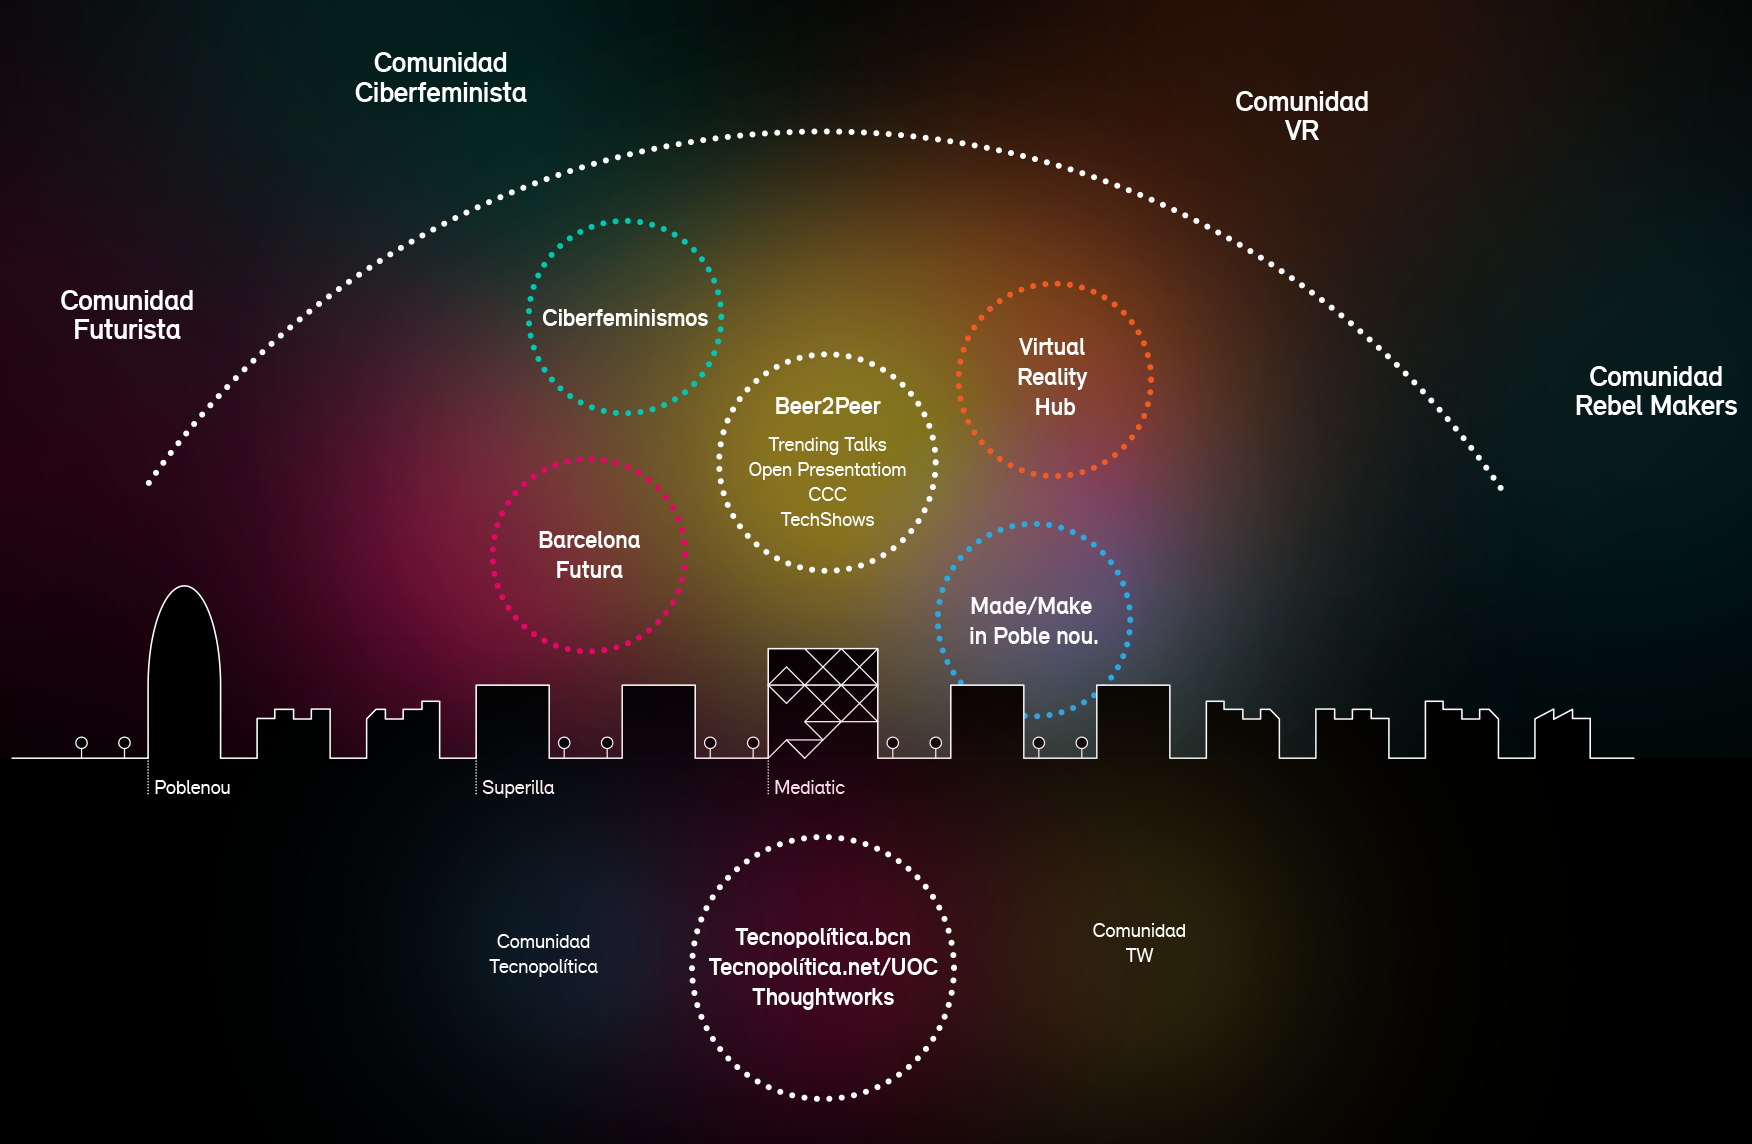 Comunidad
Ciberfeminista
Comunidad
VR
Comunidad
Futurista
Ciberfeminismos
Virtual
Reality
Hub
Comunidad
Rebel Makers
Beer2Peer
Trending Talks
Open Presentatiom
CCC
TechShows
Barcelona
Futura
Made/Make
in Poble nou.
Poblenou
Superilla
Mediatic
Comunidad
Tecnopolítica
Tecnopolítica.bcn
Tecnopolítica.net/UOC
Thoughtworks
Comunidad
TW